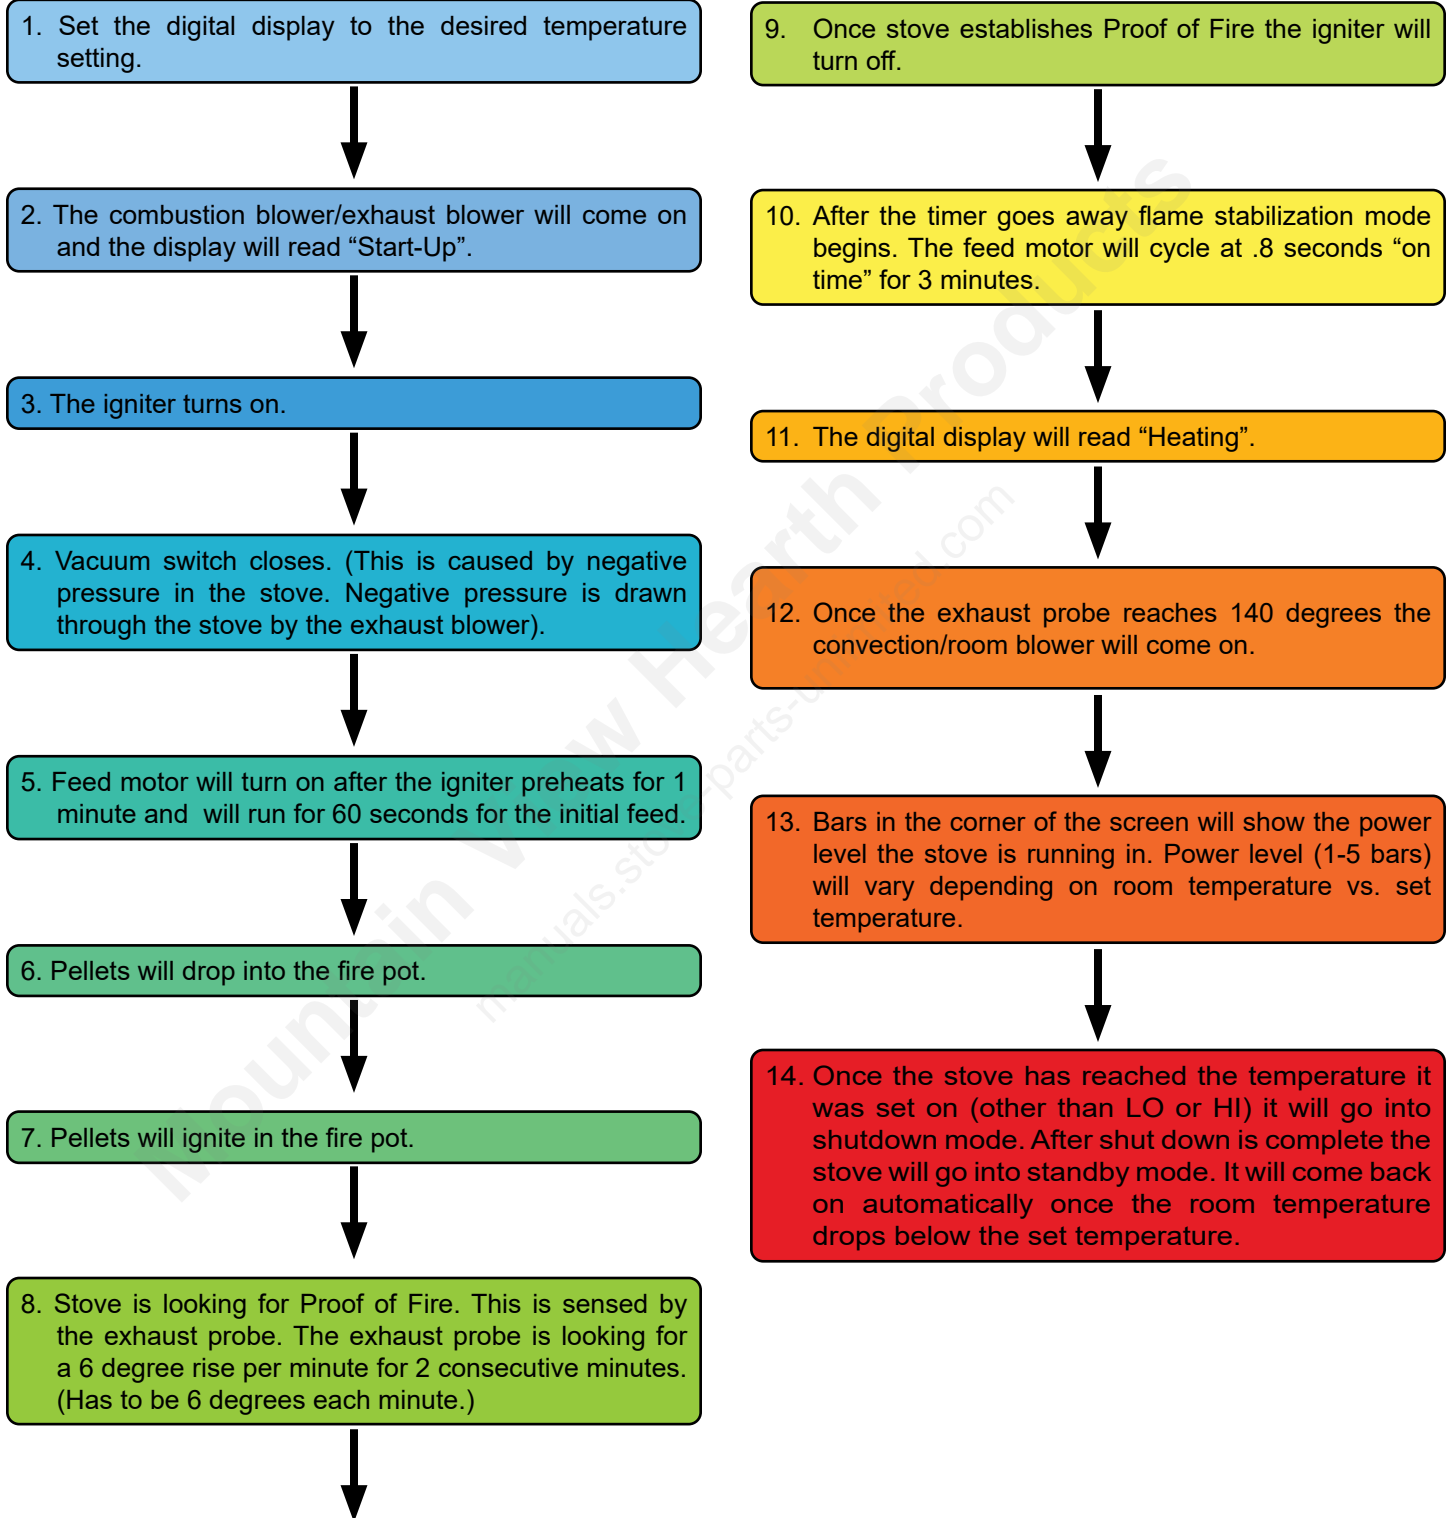 1. Set the digital display to the desired temperature
setting.
2. The combustion blower/exhaust blower will come on
and the display will read “Start-Up”.
3. The igniter turns on.
4. Vacuum switch closes. (This is caused by negative
pressure in the stove. Negative pressure is drawn
through the stove by the exhaust blower).
5. Feed motor will turn on after the igniter preheats for 1
minute and will run for 60 seconds for the initial feed.
6. Pellets will drop into the fire pot.
7. Pellets will ignite in the fire pot.
8. Stove is looking for Proof of Fire. This is sensed by
the exhaust probe. The exhaust probe is looking for
a 6 degree rise per minute for 2 consecutive minutes.
(Has to be 6 degrees each minute.)
9. Once stove establishes Proof of Fire the igniter will
turn off.
10. After the timer goes away flame stabilization mode
begins. The feed motor will cycle at .8 seconds “on
time” for 3 minutes.
11. The digital display will read “Heating”.
12. Once the exhaust probe reaches 140 degrees the
convection/room blower will come on.
13. Bars in the corner of the screen will show the power
level the stove is running in. Power level (1-5 bars)
will vary depending on room temperature vs. set
temperature.
14. Once the stove has reached the temperature it
was set on (other than LO or HI) it will go into
shutdown mode. After shut down is complete the
stove will go into standby mode. It will come back
on automatically once the room temperature
drops below the set temperature.
Mountain View Hearth Products
manuals.stove-parts-unlimited.com